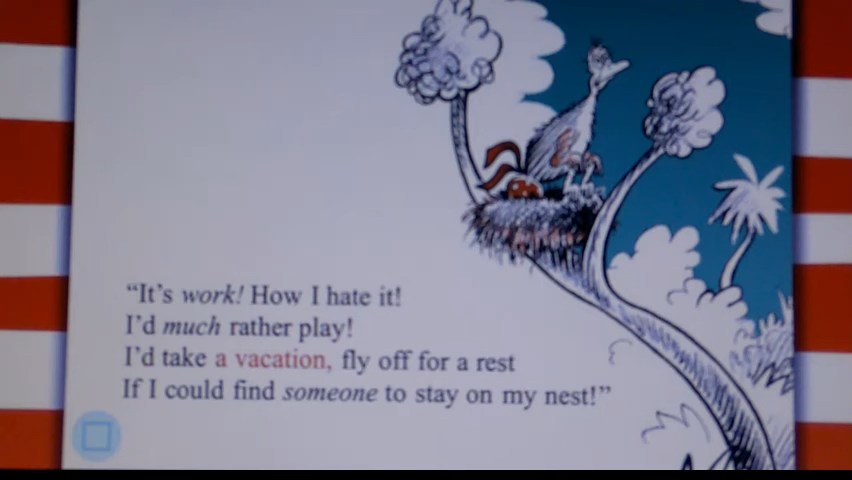 “It’s work! How I hate it!
I’d much rather play!
I’d take a vacation, fly off for a rest
If I could find someone to stay on my nest!”